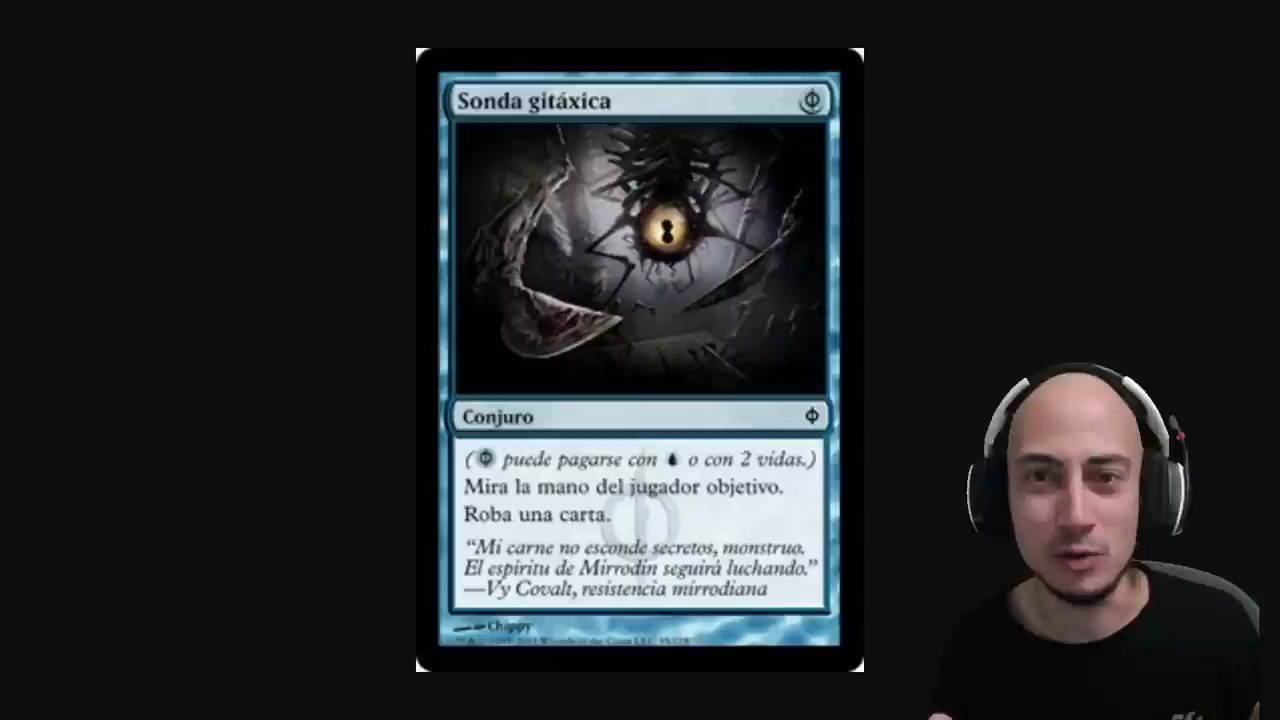 Sonda gitáxica
Conjuro
( puede pagarse con o con 2 vidas.)
Mira la mano del jugador objetivo.
Roba una carta.
“Mi carne no esconde secretos, monstruo.
El espíritu de Mirrodin seguirá luchando.”
—Vy Covalt, resistencia mirrodiana
Chippy